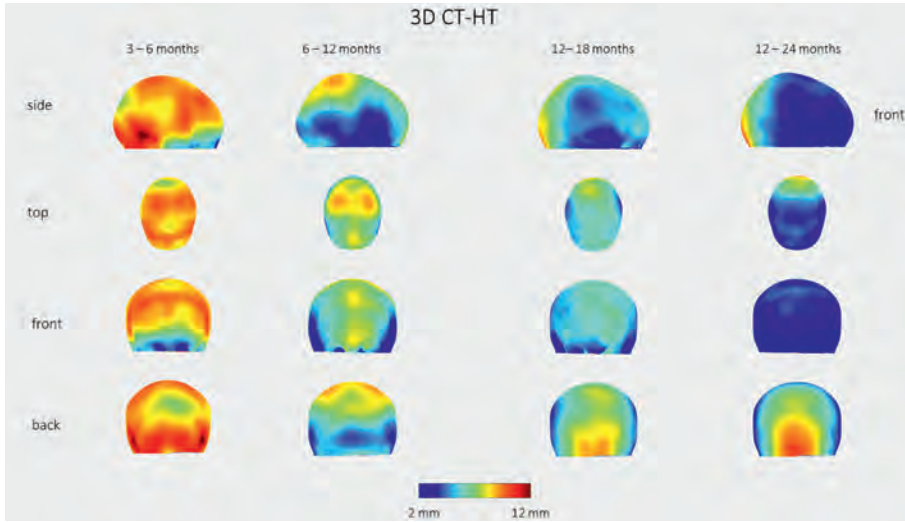 3D CT-HT
3 – 6 months 6 – 12 months 12– 18 months 12 – 24 months
side front
top
front
back
2 mm 12 mm